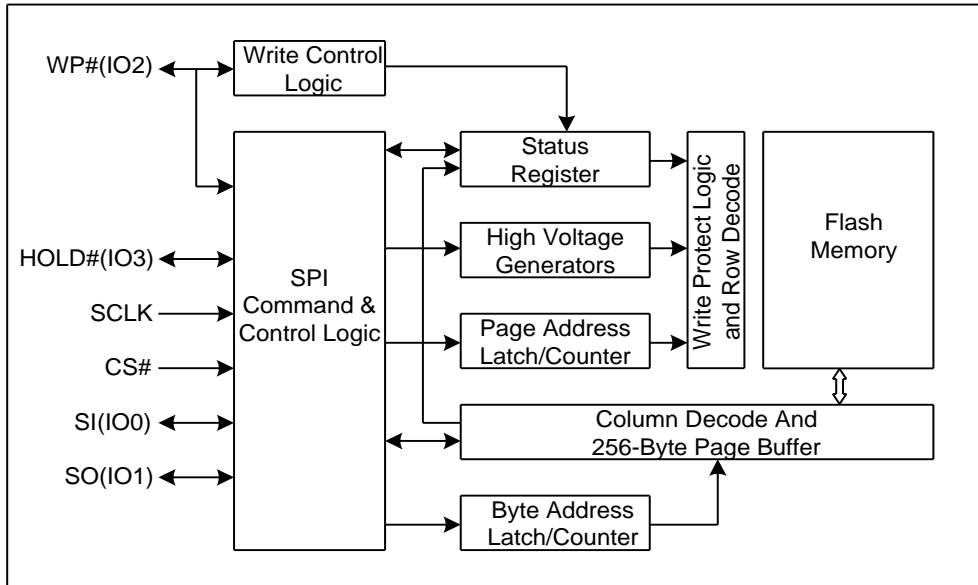 WP#(IO2)
Write Control
Logic
HOLD#(IO3)
SCLK
CS#
SI(IO0)
SO(IO1)
SPI
Command &
Control Logic
Status
Register
High Voltage
Generators
Page Address
Latch/Counter
Write Protect Logic
and Row Decode
Flash
Memory
Column Decode And
256-Byte Page Buffer
Byte Address
Latch/Counter